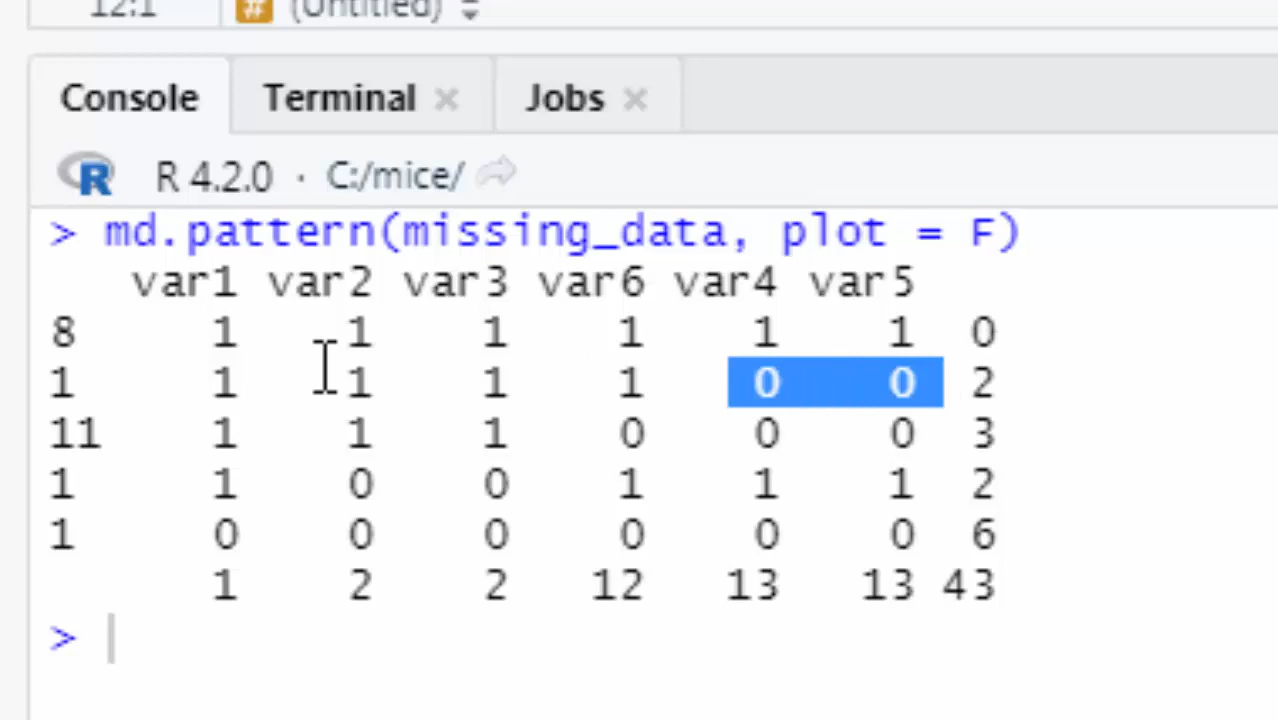 12:1 # (Untitled)
Console Terminal × Jobs ×
R R 4.2.0 · C:/mice/
> md.pattern(missing_data, plot = F)
var1 var2 var3 var6 var4 var5
8 1 1 1 1 1 1 0
1 1 1 1 1 0 0 2
11 1 1 1 0 0 0 3
1 1 0 0 1 1 1 2
1 0 0 0 0 0 0 6
1 2 2 12 13 13 43
>